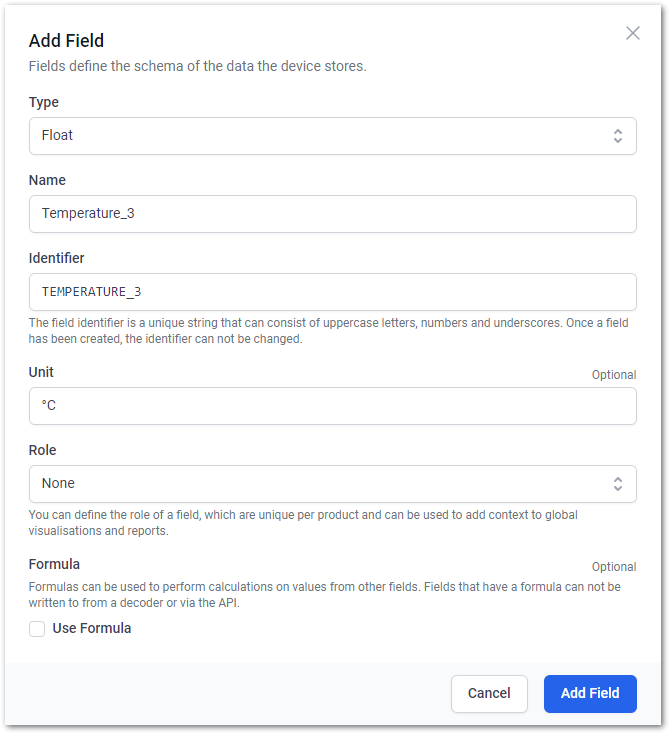 Add Field
Fields define the schema of the data the device stores.
Type
Float
Name
Temperature_3
Identifier
TEMPERATURE_3
The field identifier is a unique string that can consist of uppercase letters, numbers and underscores. Once a field
has been created, the identifier can not be changed.
Unit
Optional
°C
Role
None
You can define the role of a field, which are unique per product and can be used to add context to global
visualisations and reports.
Formula
Optional
Formulas can be used to perform calculations on values from other fields. Fields that have a formula can not be
written to from a decoder or via the API.
Use Formula
Cancel
Add Field